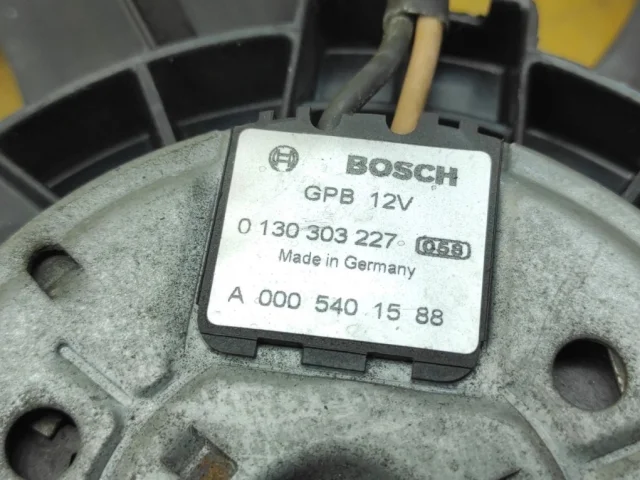 BOSCH
GPB 12V
0 130 303 227 059
Made in Germany
A 000 540 15 88